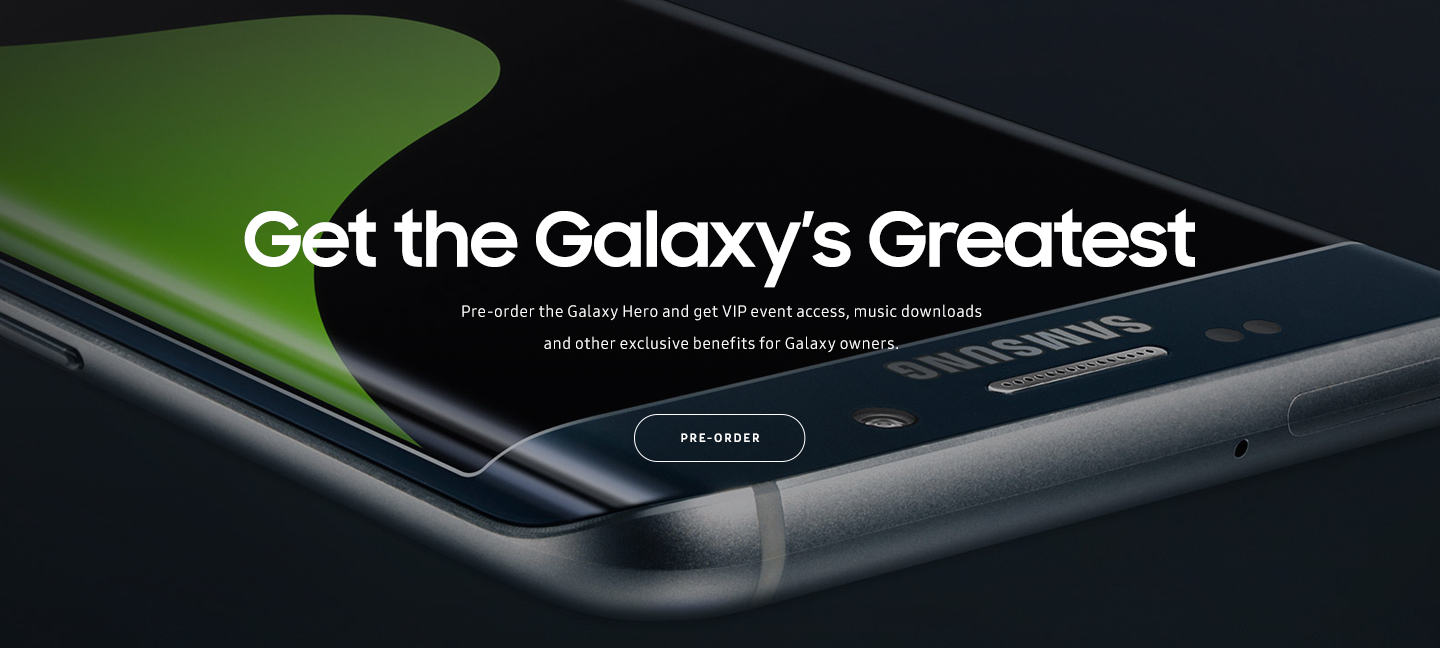 Get the Galaxy’s Greatest
Pre-order the Galaxy Hero and get VIP event access, music downloads
and other exclusive benefits for Galaxy owners.
SAMSUNG
PRE-ORDER